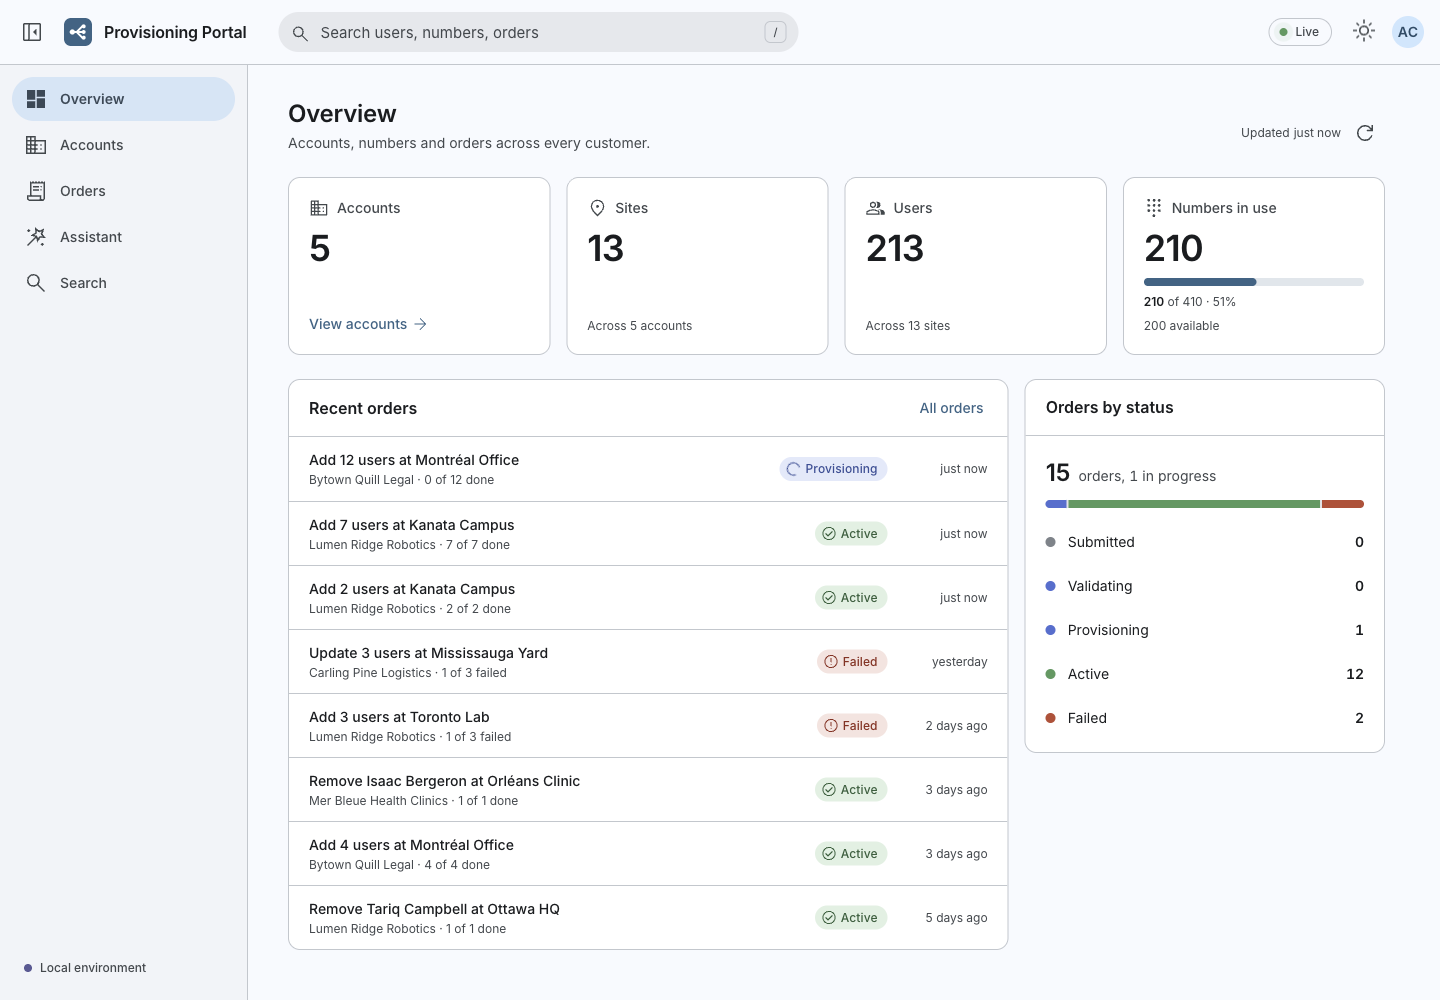 Provisioning Portal
Search users, numbers, orders
/
Live
AC
Overview
Accounts
Orders
Assistant
Search
Local environment
Overview
Accounts, numbers and orders across every customer.
Updated just now
Accounts
5
View accounts →
Sites
13
Across 5 accounts
Users
213
Across 13 sites
Numbers in use
210
210 of 410 · 51%
200 available
Recent orders
All orders
Add 12 users at Montréal Office
Bytown Quill Legal · 0 of 12 done
Provisioning
just now
Add 7 users at Kanata Campus
Lumen Ridge Robotics · 7 of 7 done
Active
just now
Add 2 users at Kanata Campus
Lumen Ridge Robotics · 2 of 2 done
Active
just now
Update 3 users at Mississauga Yard
Carling Pine Logistics · 1 of 3 failed
Failed
yesterday
Add 3 users at Toronto Lab
Lumen Ridge Robotics · 1 of 3 failed
Failed
2 days ago
Remove Isaac Bergeron at Orléans Clinic
Mer Bleue Health Clinics · 1 of 1 done
Active
3 days ago
Add 4 users at Montréal Office
Bytown Quill Legal · 4 of 4 done
Active
3 days ago
Remove Tariq Campbell at Ottawa HQ
Lumen Ridge Robotics · 1 of 1 done
Active
5 days ago
Orders by status
15 orders, 1 in progress
Submitted 0
Validating 0
Provisioning 1
Active 12
Failed 2